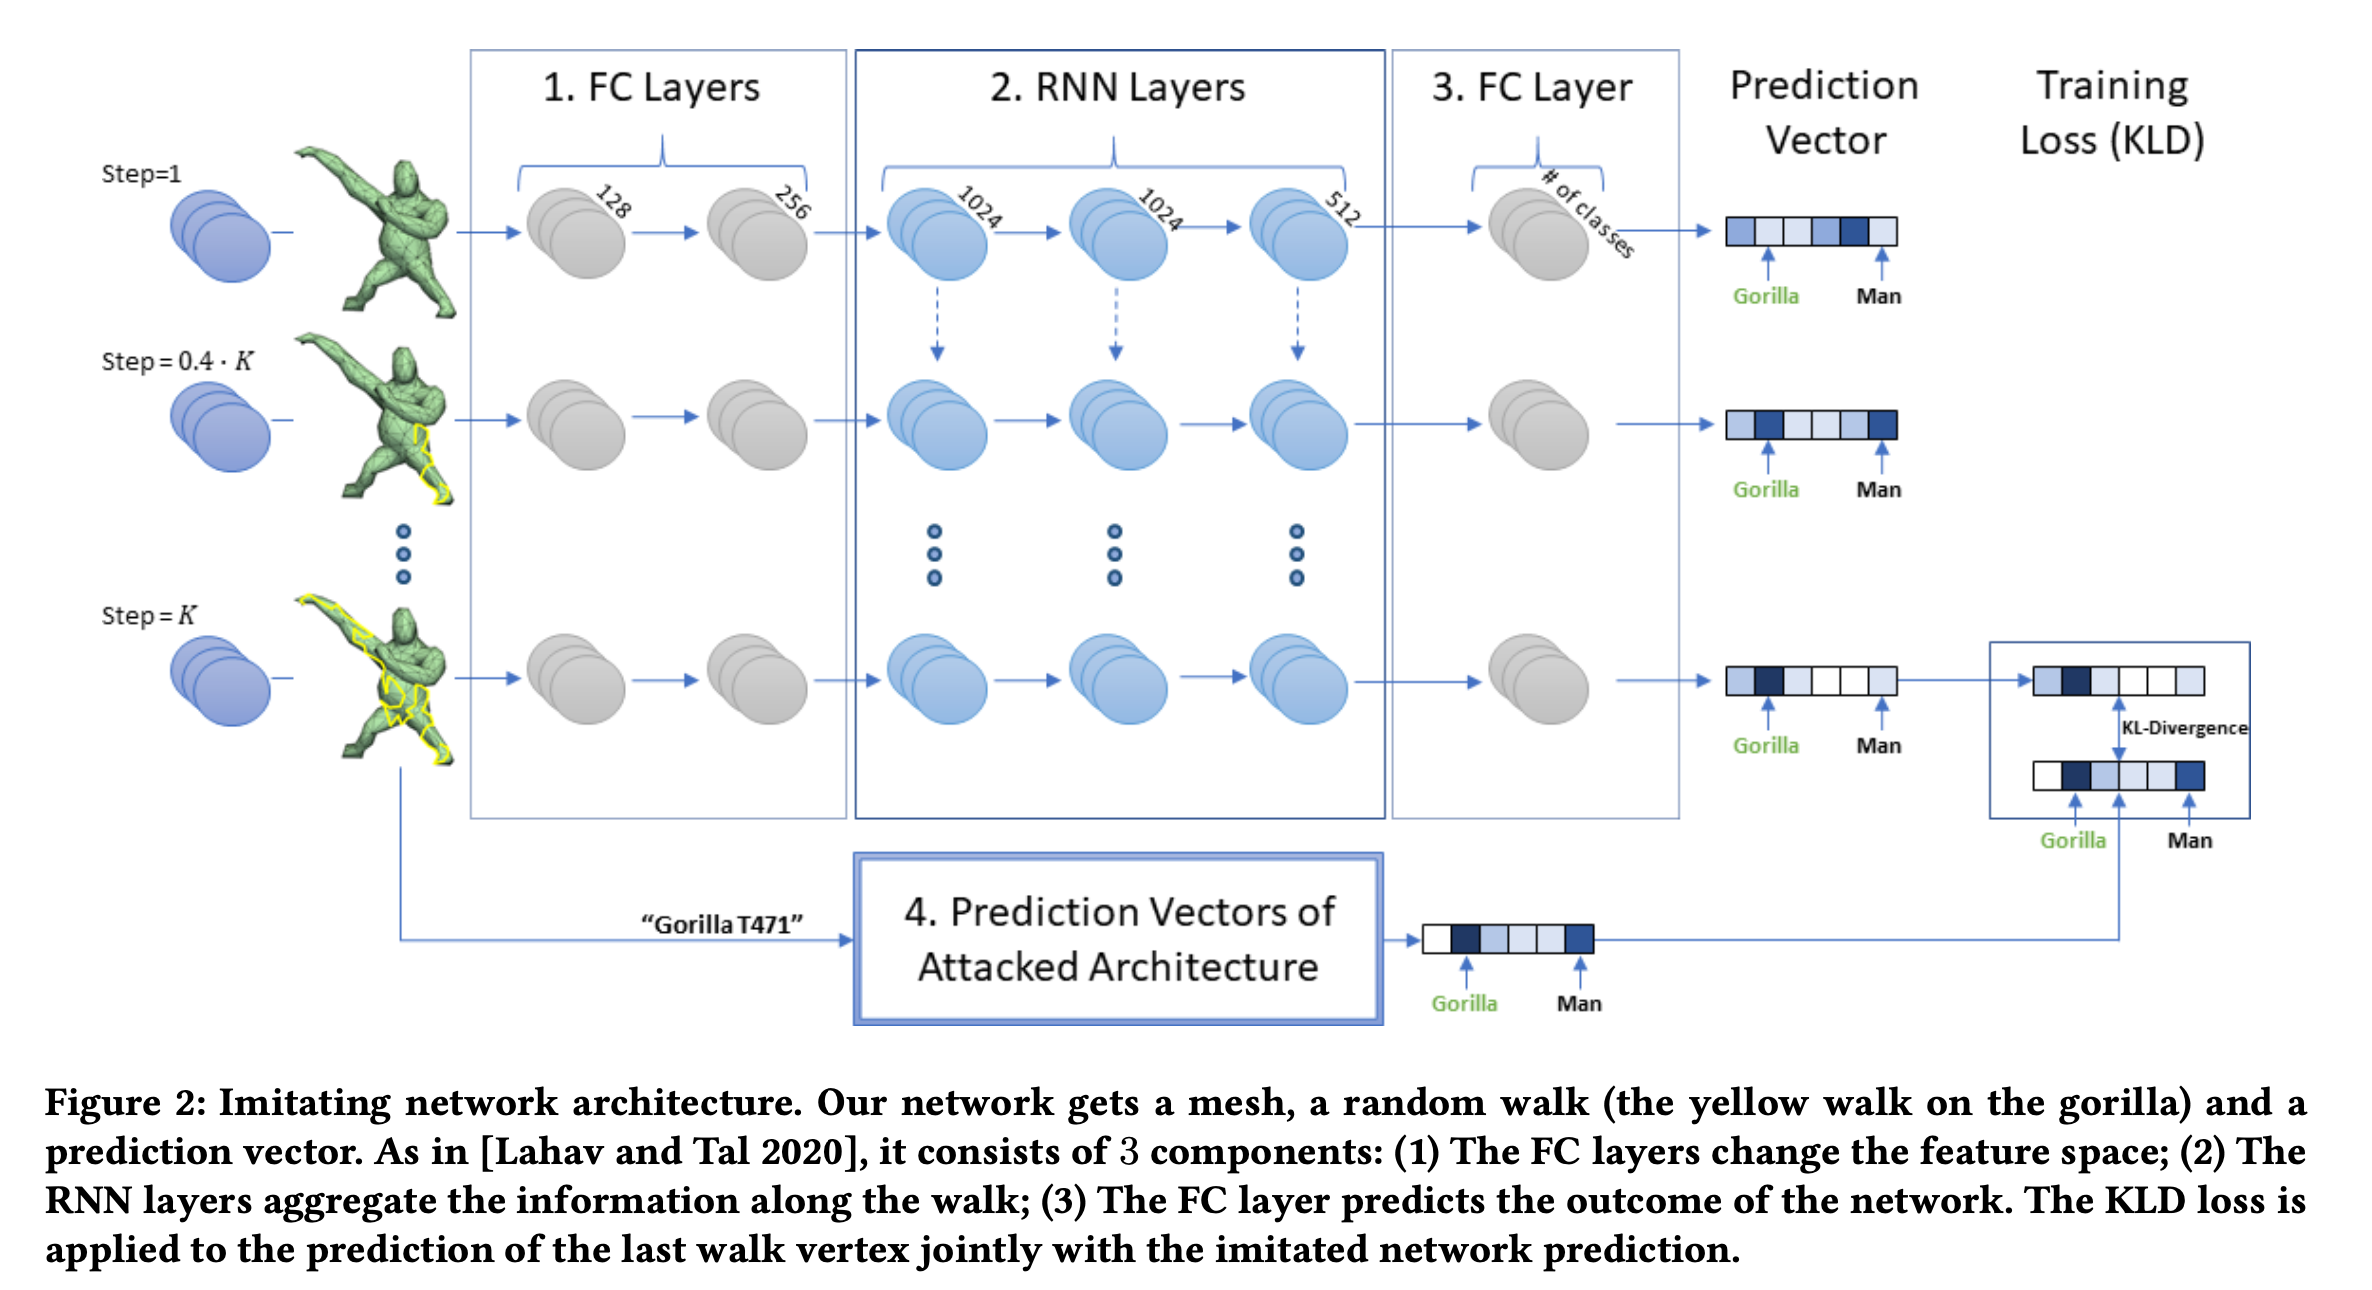 1. FC Layers
2. RNN Layers
3. FC Layer
Prediction
Vector
Training
Loss (KLD)
Step=1
128
256
1024
1024
512
# of classes
Gorilla
Man
Step = 0.4 · K
Gorilla
Man
Step = K
Gorilla
Man
KL-Divergence
Gorilla
Man
"Gorilla T471"
4. Prediction Vectors of
Attacked Architecture
Gorilla
Man
Figure 2: Imitating network architecture. Our network gets a mesh, a random walk (the yellow walk on the gorilla) and a
prediction vector. As in [Lahav and Tal 2020], it consists of 3 components: (1) The FC layers change the feature space; (2) The
RNN layers aggregate the information along the walk; (3) The FC layer predicts the outcome of the network. The KLD loss is
applied to the prediction of the last walk vertex jointly with the imitated network prediction.